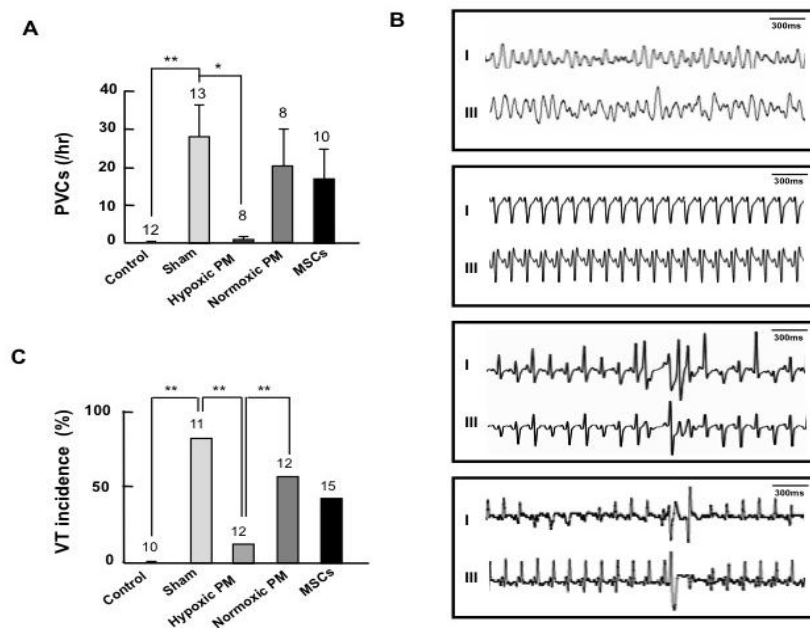 A
** *
40
30
20
10
0
PVCs (/hr)
12 13 8 8 10
Control Sham Hypoxic PM Normoxic PM MSCs
B
300ms
I
III
300ms
I
III
300ms
I
III
300ms
I
III
C
** ** **
100
50
0
VT incidence (%)
10 11 12 12 15
Control Sham Hypoxic PM Normoxic PM MSCs